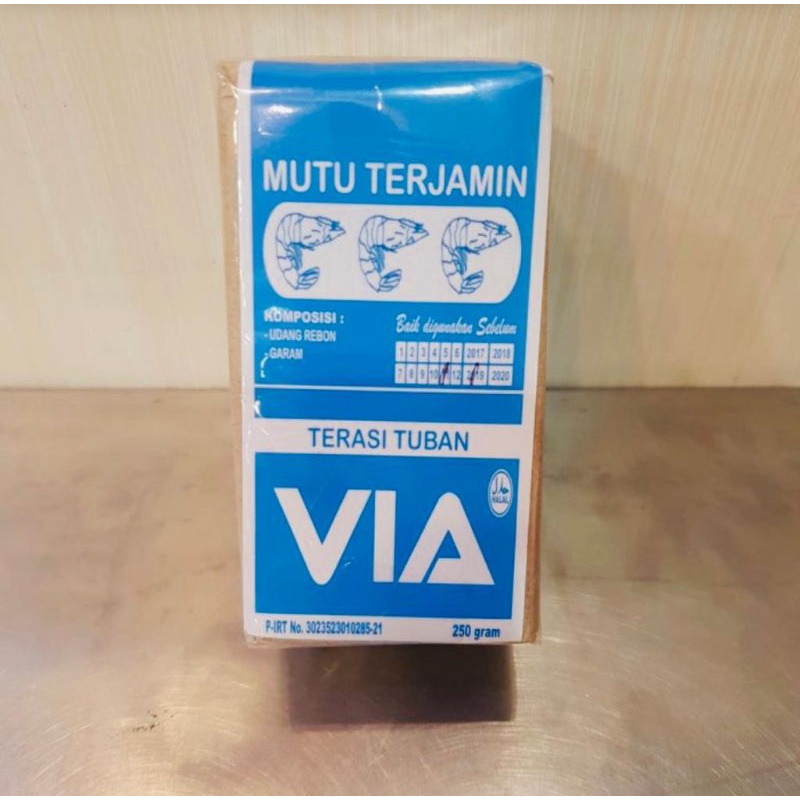 MUTU TERJAMIN
KOMPOSISI :
-UDANG REBON
-GARAM
Baik digunakan Sebelum
1 2 3 4 5 6 2017 2018
7 8 9 10 11 12 2019 2020
TERASI TUBAN
VIA
حلال
HALAL
P-IRT No. 3023523010285-21
250 gram